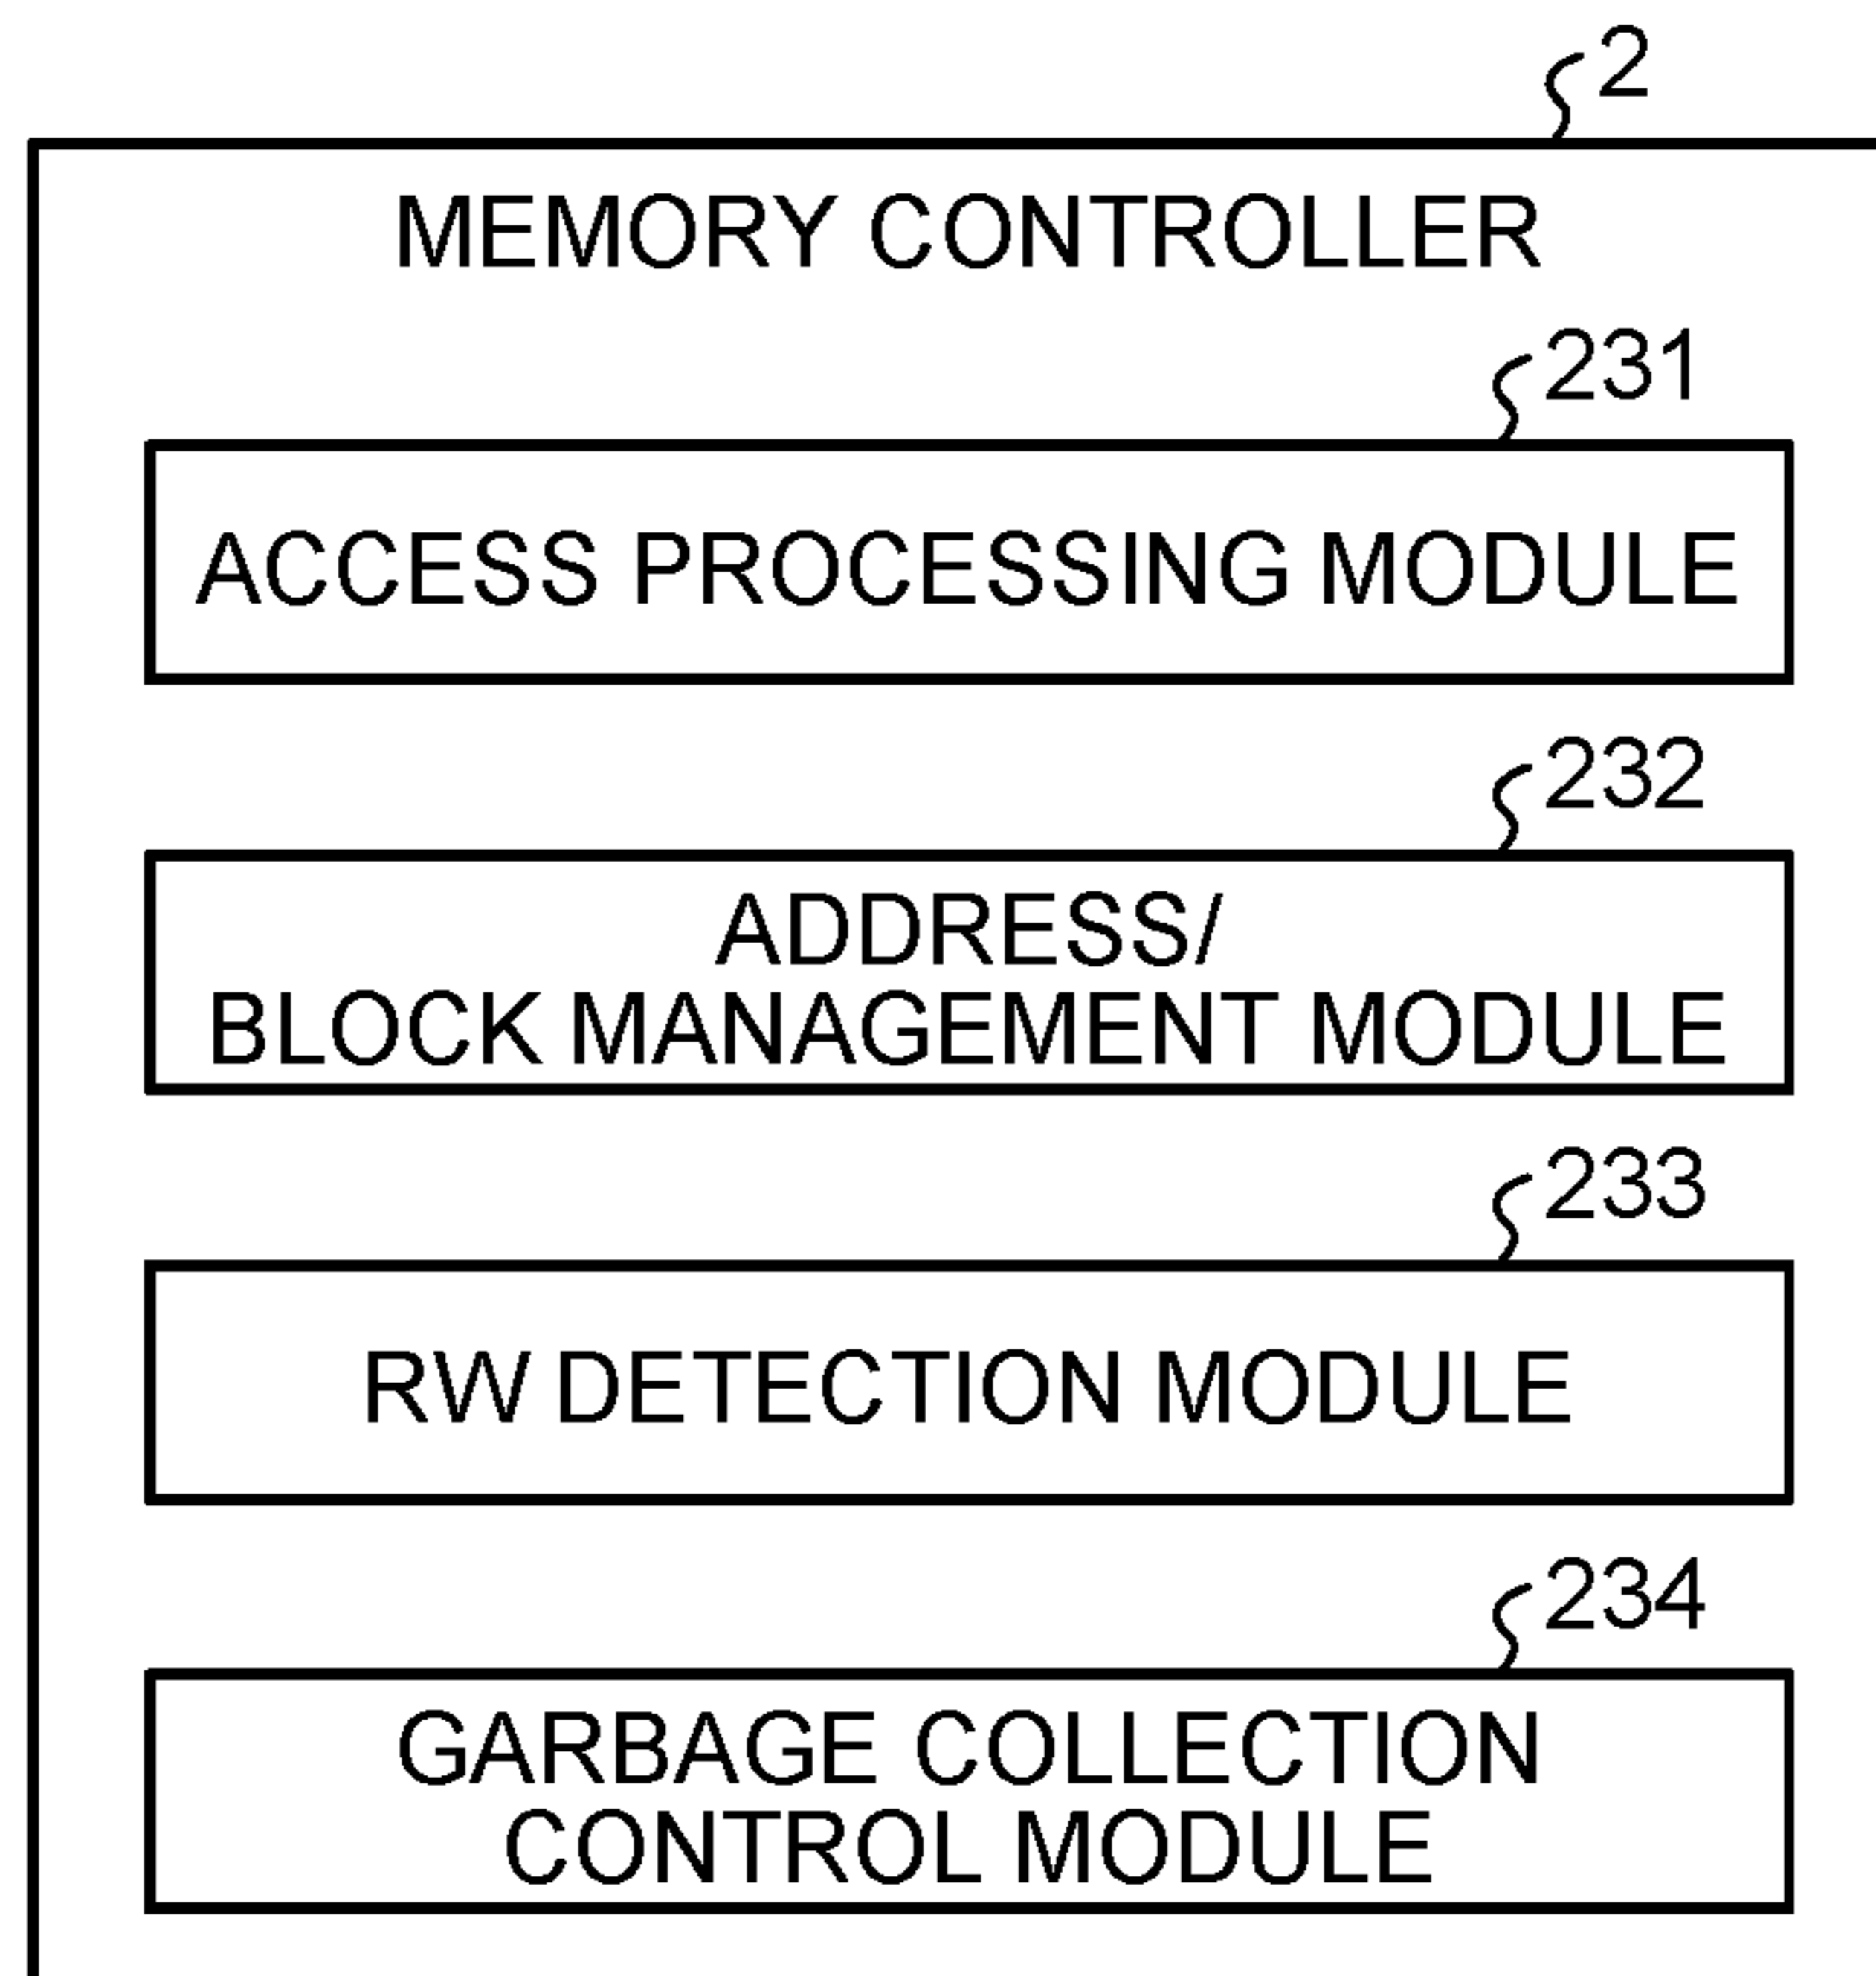 2
MEMORY CONTROLLER
231
ACCESS PROCESSING MODULE
232
ADDRESS/
BLOCK MANAGEMENT MODULE
233
RW DETECTION MODULE
234
GARBAGE COLLECTION
CONTROL MODULE